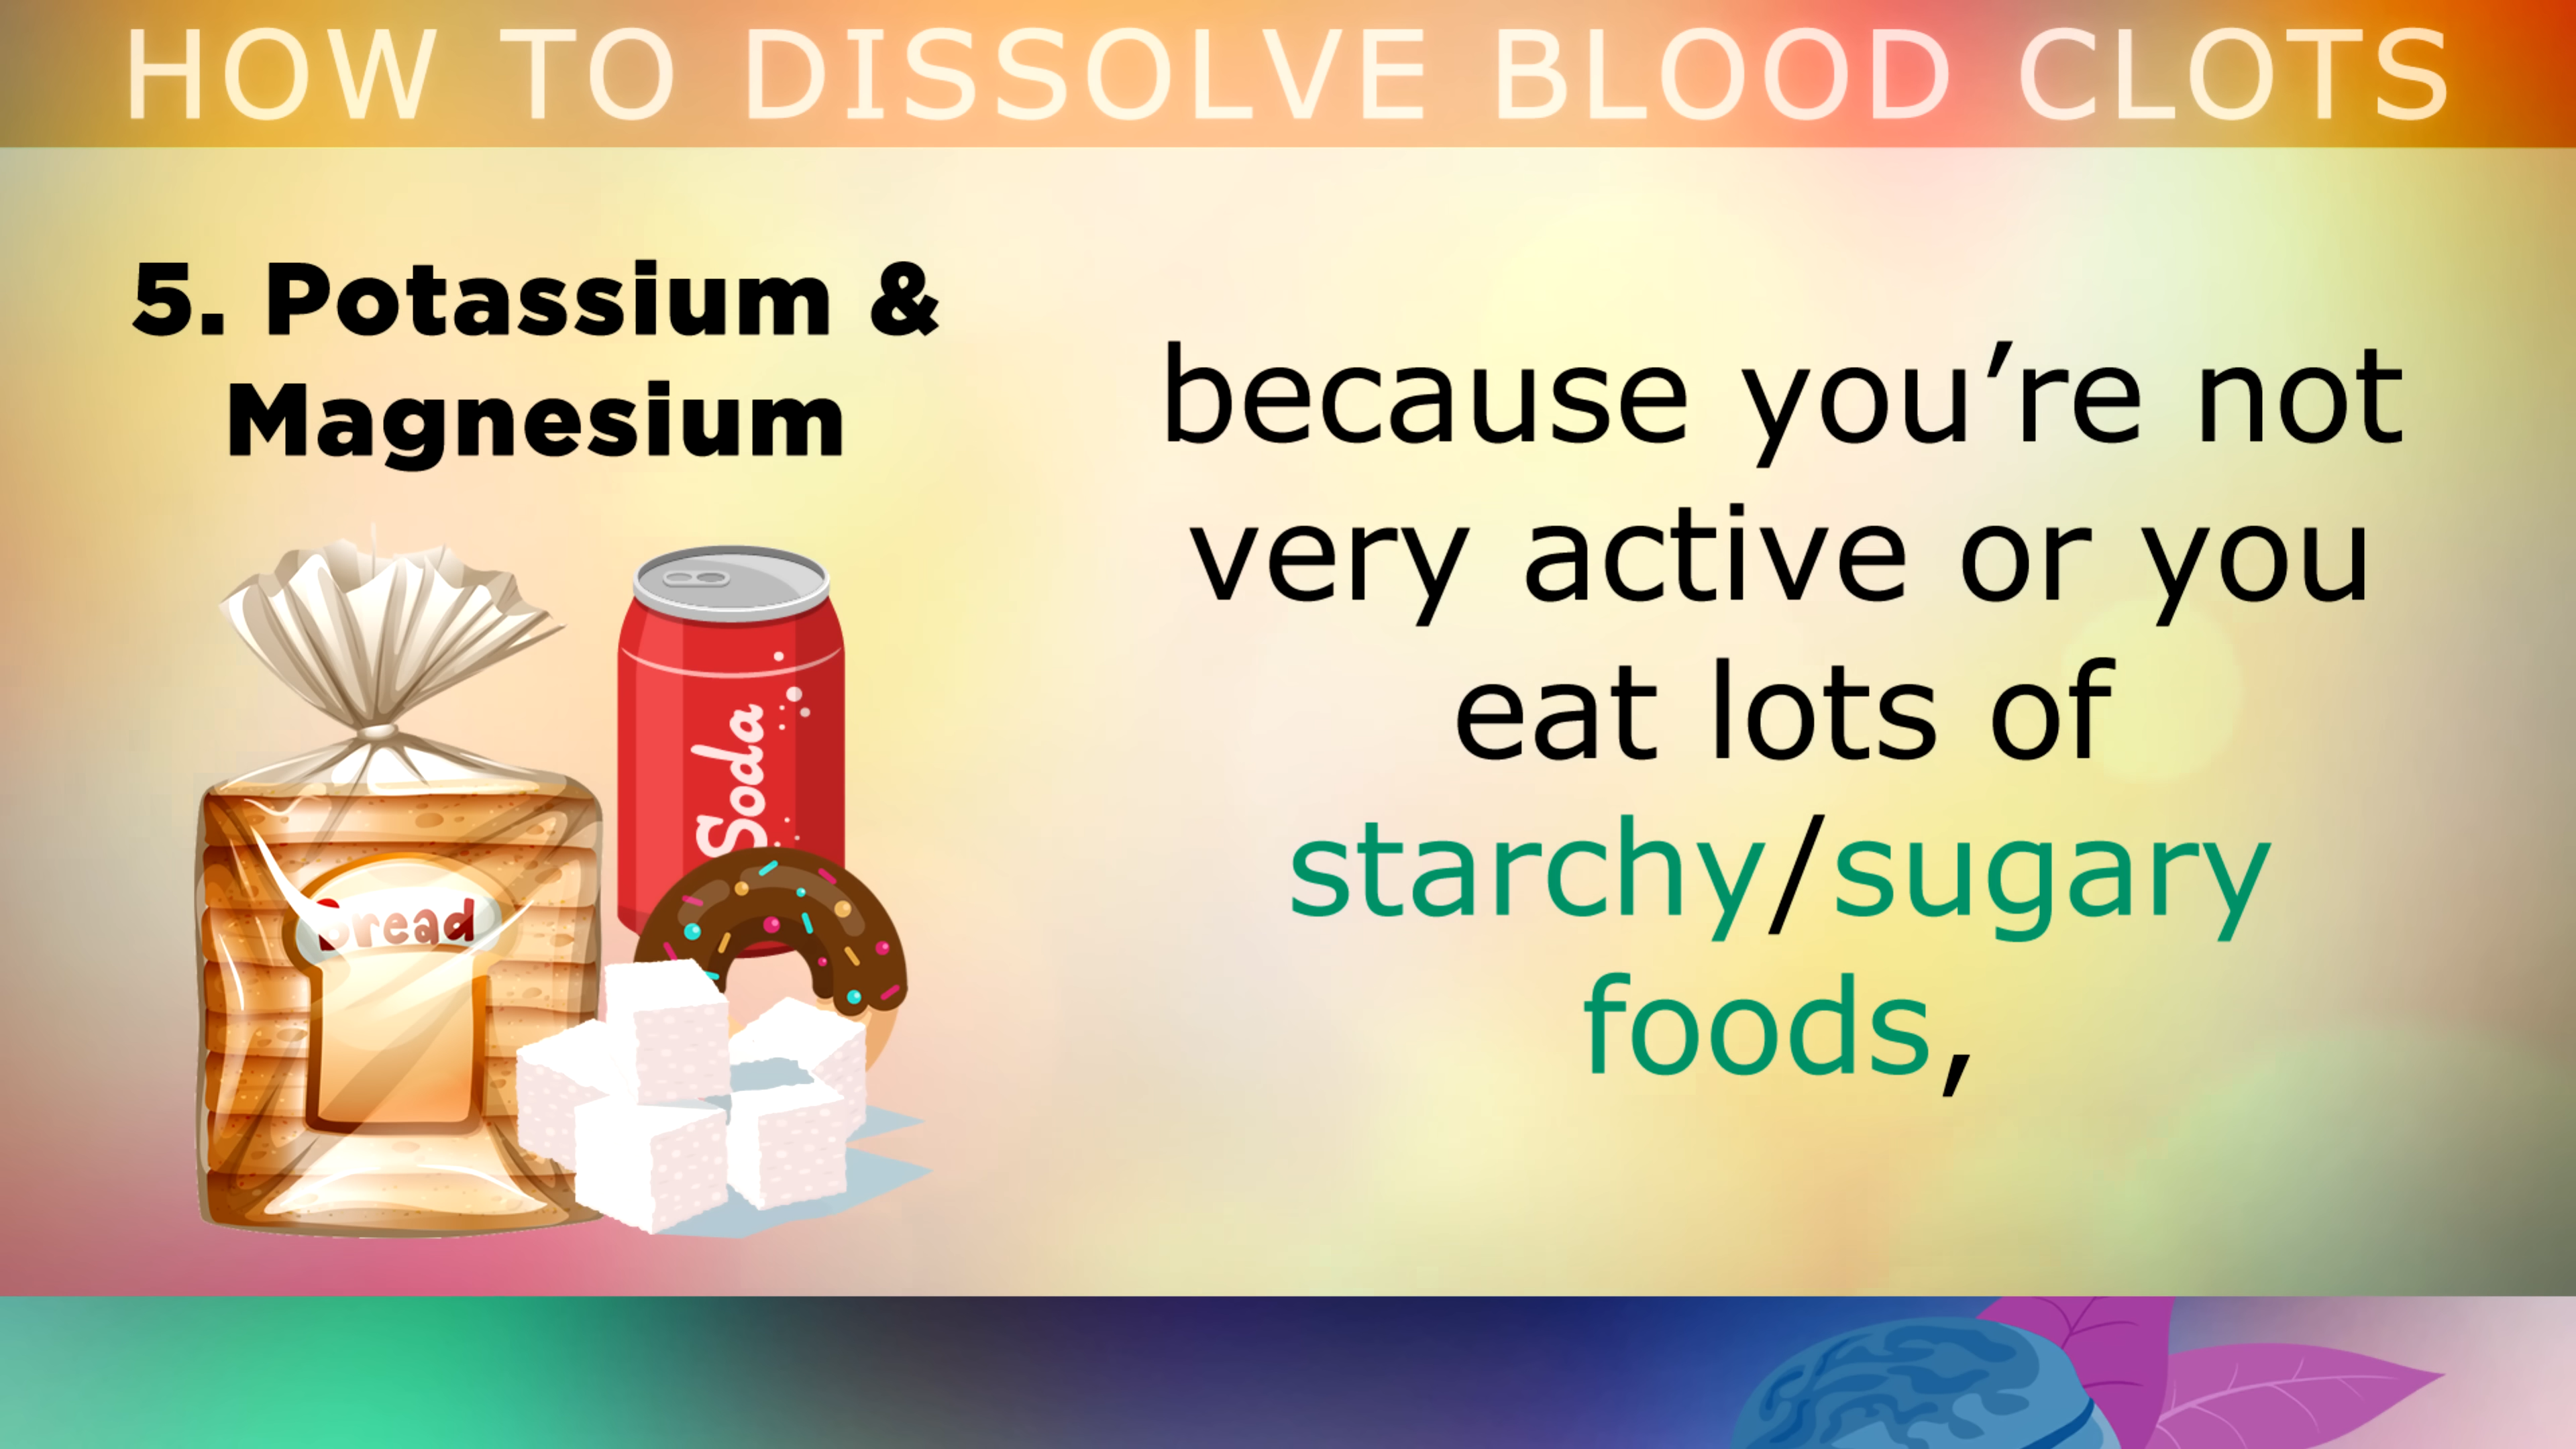 HOW TO DISSOLVE BLOOD CLOTS
5. Potassium &
Magnesium
because you’re not
very active or you
eat lots of
starchy/sugary
foods,
Soda
Bread